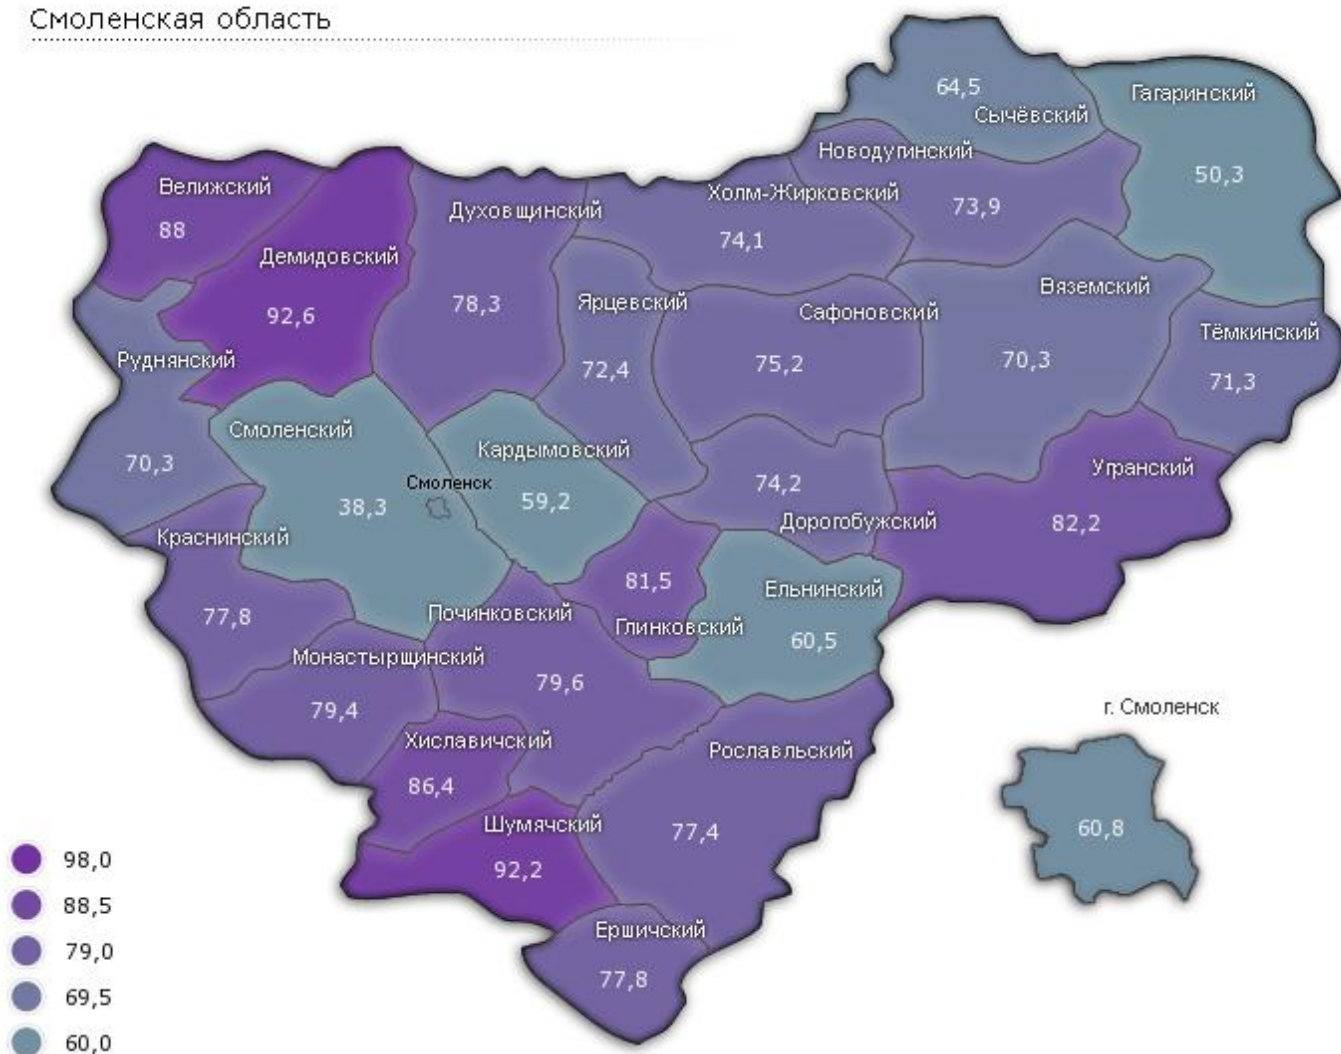 Смоленская область
64,5
Сычёвский
Гагаринский
50,3
Новодугинский
73,9
Холм-Жирковский
74,1
Велижский
88
Демидовский
92,6
Духовщинский
78,3
Ярцевский
72,4
Сафоновский
75,2
Вяземский
70,3
Тёмкинский
71,3
Руднянский
70,3
Смоленский
38,3
Смоленск
Кардымовский
59,2
74,2
Дорогобужский
Угранский
82,2
Краснинский
77,8
81,5
Глинковский
Ельнинский
60,5
Починковский
79,6
Монастырщинский
79,4
Хиславичский
86,4
Рославльский
77,4
Шумячский
92,2
Ершичский
77,8
г. Смоленск
60,8
98,0
88,5
79,0
69,5
60,0